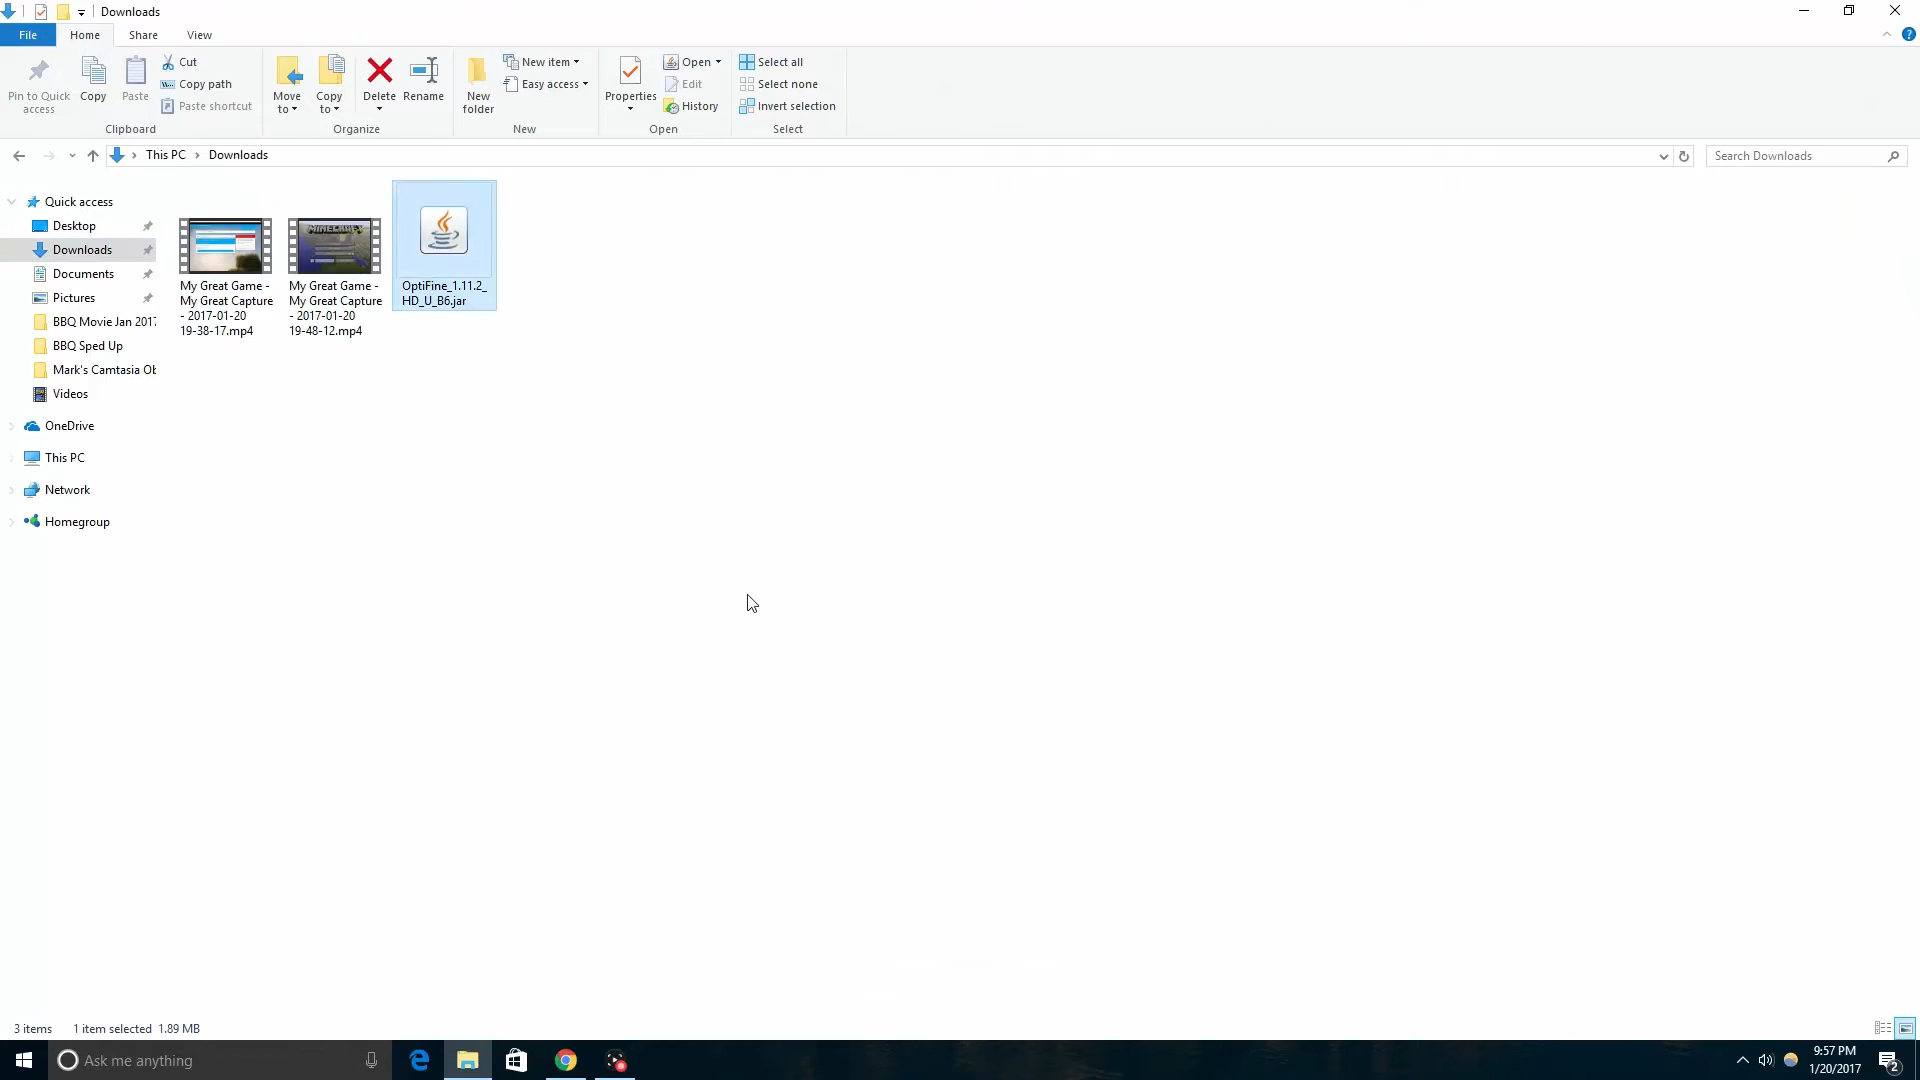 Downloads
File
Home
Share
View
Pin to Quick
access
Copy
Paste
Cut
Copy path
Paste shortcut
Clipboard
Move
to
Copy
to
Delete
Rename
Organize
New
folder
New item
Easy access
New
Properties
Open
Edit
History
Open
Select all
Select none
Invert selection
Select
This PC
Downloads
Search Downloads
Quick access
Desktop
Downloads
Documents
Pictures
BBQ Movie Jan 2017
BBQ Sped Up
Mark's Camtasia Ob
Videos
OneDrive
This PC
Network
Homegroup
My Great Game -
My Great Capture
- 2017-01-20
19-38-17.mp4
MINECRAFT
My Great Game -
My Great Capture
- 2017-01-20
19-48-12.mp4
OptiFine_1.11.2_
HD_U_B6.jar
3 items
1 item selected 1.89 MB
Ask me anything
9:57 PM
1/20/2017
2